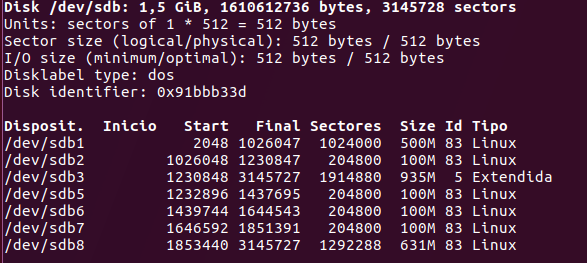 Disk /dev/sdb: 1,5 GiB, 1610612736 bytes, 3145728 sectors
Units: sectors of 1 * 512 = 512 bytes
Sector size (logical/physical): 512 bytes / 512 bytes
I/O size (minimum/optimal): 512 bytes / 512 bytes
Disklabel type: dos
Disk identifier: 0x91bbb33d

Disposit.  Inicio   Start   Final Sectores  Size Id Tipo
/dev/sdb1            2048 1026047  1024000  500M 83 Linux
/dev/sdb2         1026048 1230847   204800  100M 83 Linux
/dev/sdb3         1230848 3145727  1914880  935M  5 Extendida
/dev/sdb5         1232896 1437695   204800  100M 83 Linux
/dev/sdb6         1439744 1644543   204800  100M 83 Linux
/dev/sdb7         1646592 1851391   204800  100M 83 Linux
/dev/sdb8         1853440 3145727  1292288  631M 83 Linux